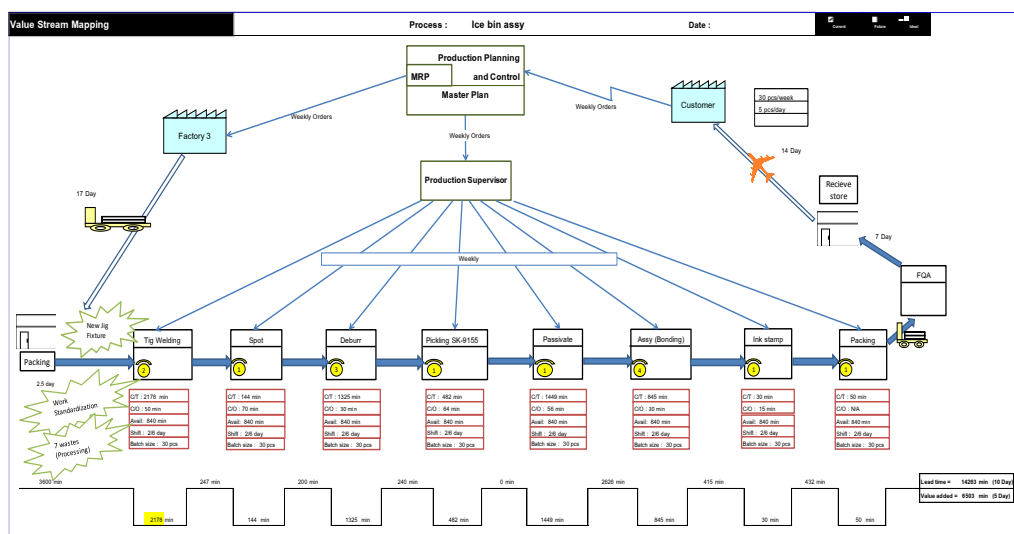 Value Stream Mapping
Process :
Ice bin assy
Date :
Current
Future
Ideal
Production Planning
MRP
and Control
Master Plan
Customer
30 pcs/week
5 pcs/day
Weekly Orders
Weekly Orders
Factory 3
Weekly Orders
14 Day
Production Supervisor
Recieve
store
17 Day
7 Day
Weekly
FQA
New Jig
Fixture
Packing
Tig Welding
2
Spot
1
Deburr
3
Pickling SK-9155
1
Passivate
1
Assy (Bonding)
4
Ink stamp
1
Packing
1
2.5 day
Work
Standardization
7 wastes
(Processing)
C/T : 2178 min
C/O : 50 min
Avail: 840 min
Shift : 2/6 day
Batch size : 30 pcs
C/T : 144 min
C/O : 70 min
Avail: 840 min
Shift : 2/6 day
Batch size : 30 pcs
C/T : 1325 min
C/O : 30 min
Avail: 840 min
Shift : 2/6 day
Batch size : 30 pcs
C/T : 482 min
C/O : 64 min
Avail: 840 min
Shift : 2/6 day
Batch size : 30 pcs
C/T : 1449 min
C/O : 56 min
Avail: 840 min
Shift : 2/6 day
Batch size : 30 pcs
C/T : 845 min
C/O : 30 min
Avail: 840 min
Shift : 2/6 day
Batch size : 30 pcs
C/T : 30 min
C/O : 15 min
Avail: 840 min
Shift : 2/6 day
Batch size : 30 pcs
C/T : 50 min
C/O : N/A
Avail: 840 min
Shift : 2/6 day
Batch size : 30 pcs
3600 min
247 min
200 min
240 min
0 min
2626 min
415 min
432 min
Lead time = 14263 min (10 Day)
Value added = 6503 min (5 Day)
2178 min
144 min
1325 min
482 min
1449 min
845 min
30 min
50 min